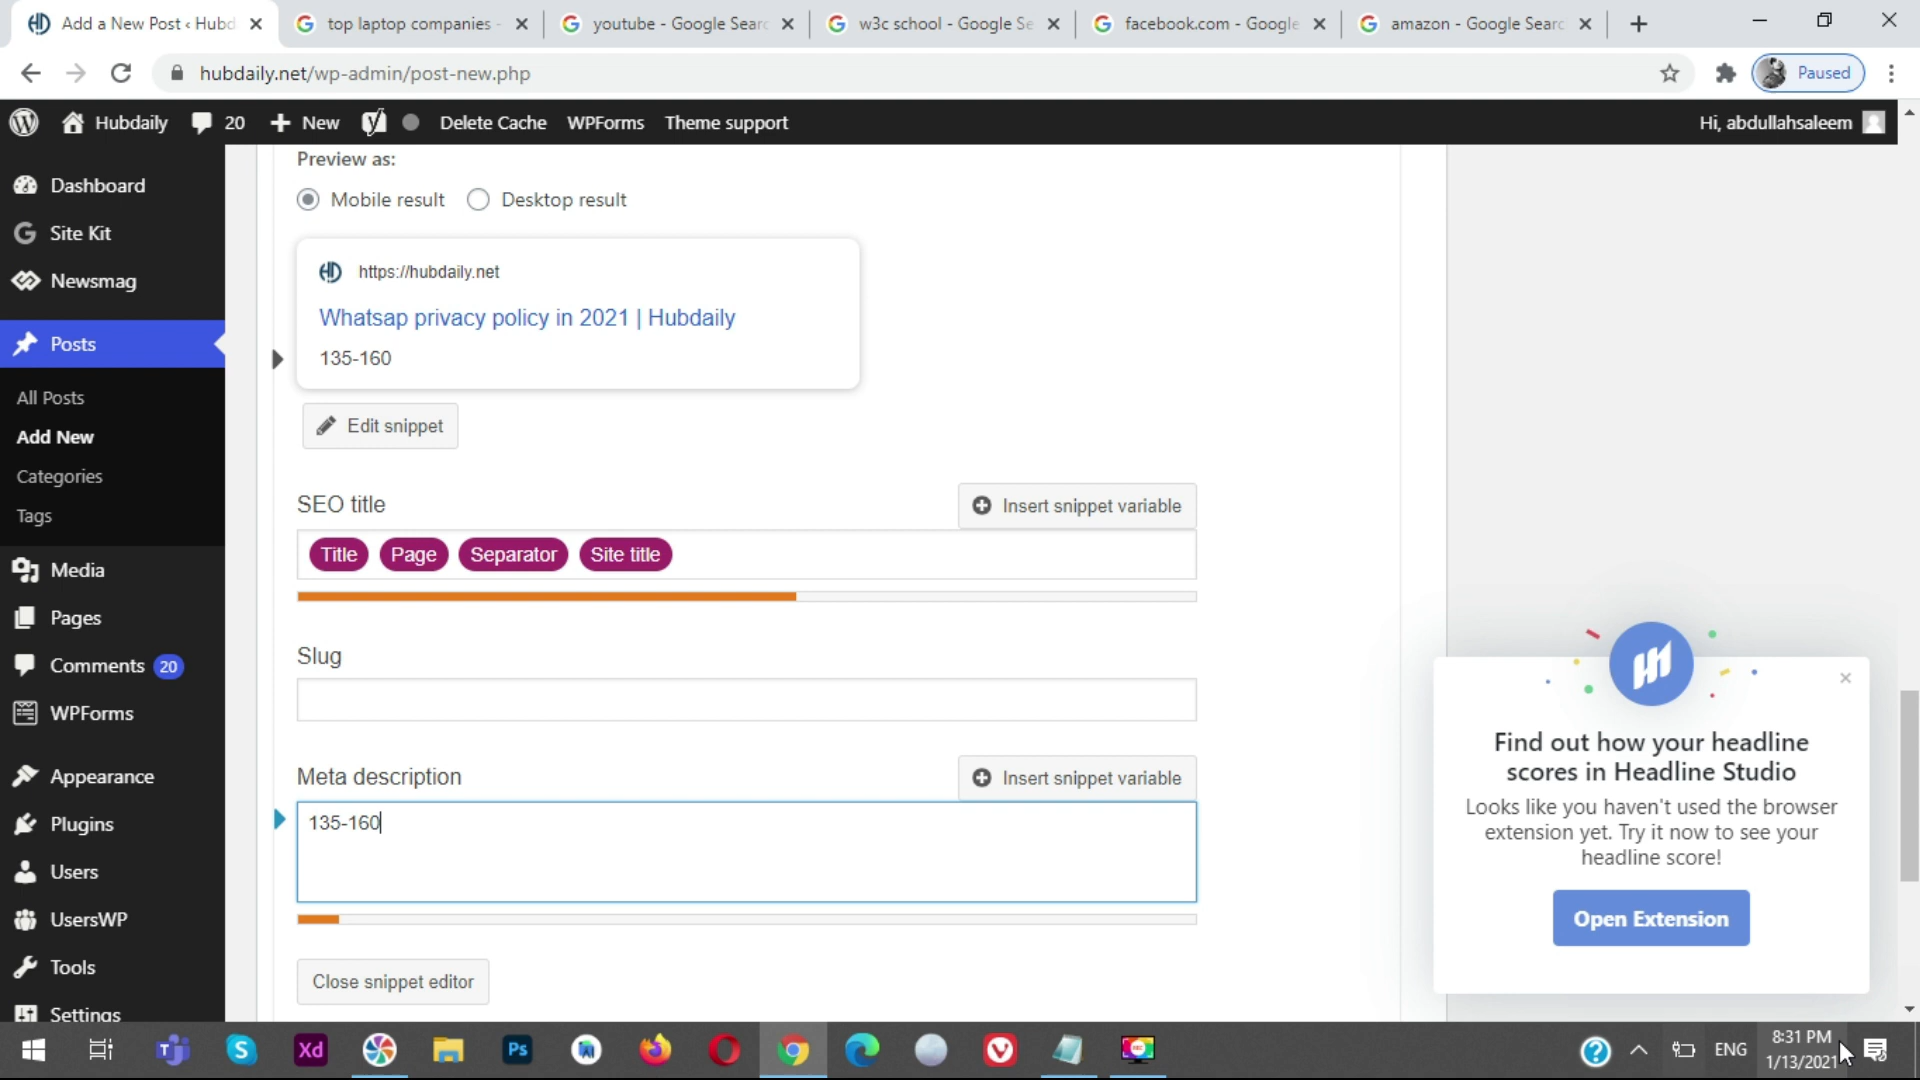 Add a New Post ‹ Hubd
top laptop companies -
youtube - Google Searc
w3c school - Google Se
facebook.com - Google
amazon - Google Searc
hubdaily.net/wp-admin/post-new.php
Paused
Hubdaily
20
New
Delete Cache
WPForms
Theme support
Hi, abdullahsaleem
Dashboard
Site Kit
Newsmag
Posts
All Posts
Add New
Categories
Tags
Media
Pages
Comments 20
WPForms
Appearance
Plugins
Users
UsersWP
Tools
Settings
Preview as:
Mobile result
Desktop result
HD
https://hubdaily.net
Whatsap privacy policy in 2021 | Hubdaily
135-160
Edit snippet
SEO title
Insert snippet variable
Title Page Separator Site title
Slug
Meta description
Insert snippet variable
135-160
Close snippet editor
Find out how your headline
scores in Headline Studio
Looks like you haven't used the browser
extension yet. Try it now to see your
headline score!
Open Extension
Xd
Ps
ENG
8:31 PM
1/13/2021